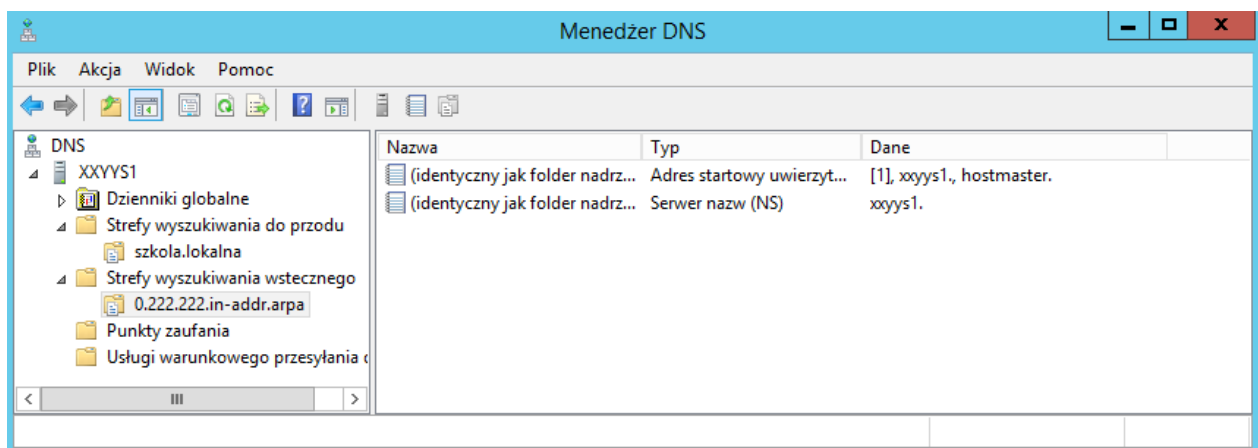 Menedżer DNS
Plik Akcja Widok Pomoc
DNS
XXYYS1
Dzienniki globalne
Strefy wyszukiwania do przodu
szkola.lokalna
Strefy wyszukiwania wstecznego
0.222.222.in-addr.arpa
Punkty zaufania
Usługi warunkowego przesyłania
Nazwa Typ Dane
(identyczny jak folder nadrz... Adres startowy uwierzyt... [1], xxyys1., hostmaster.
(identyczny jak folder nadrz... Serwer nazw (NS) xxyys1.